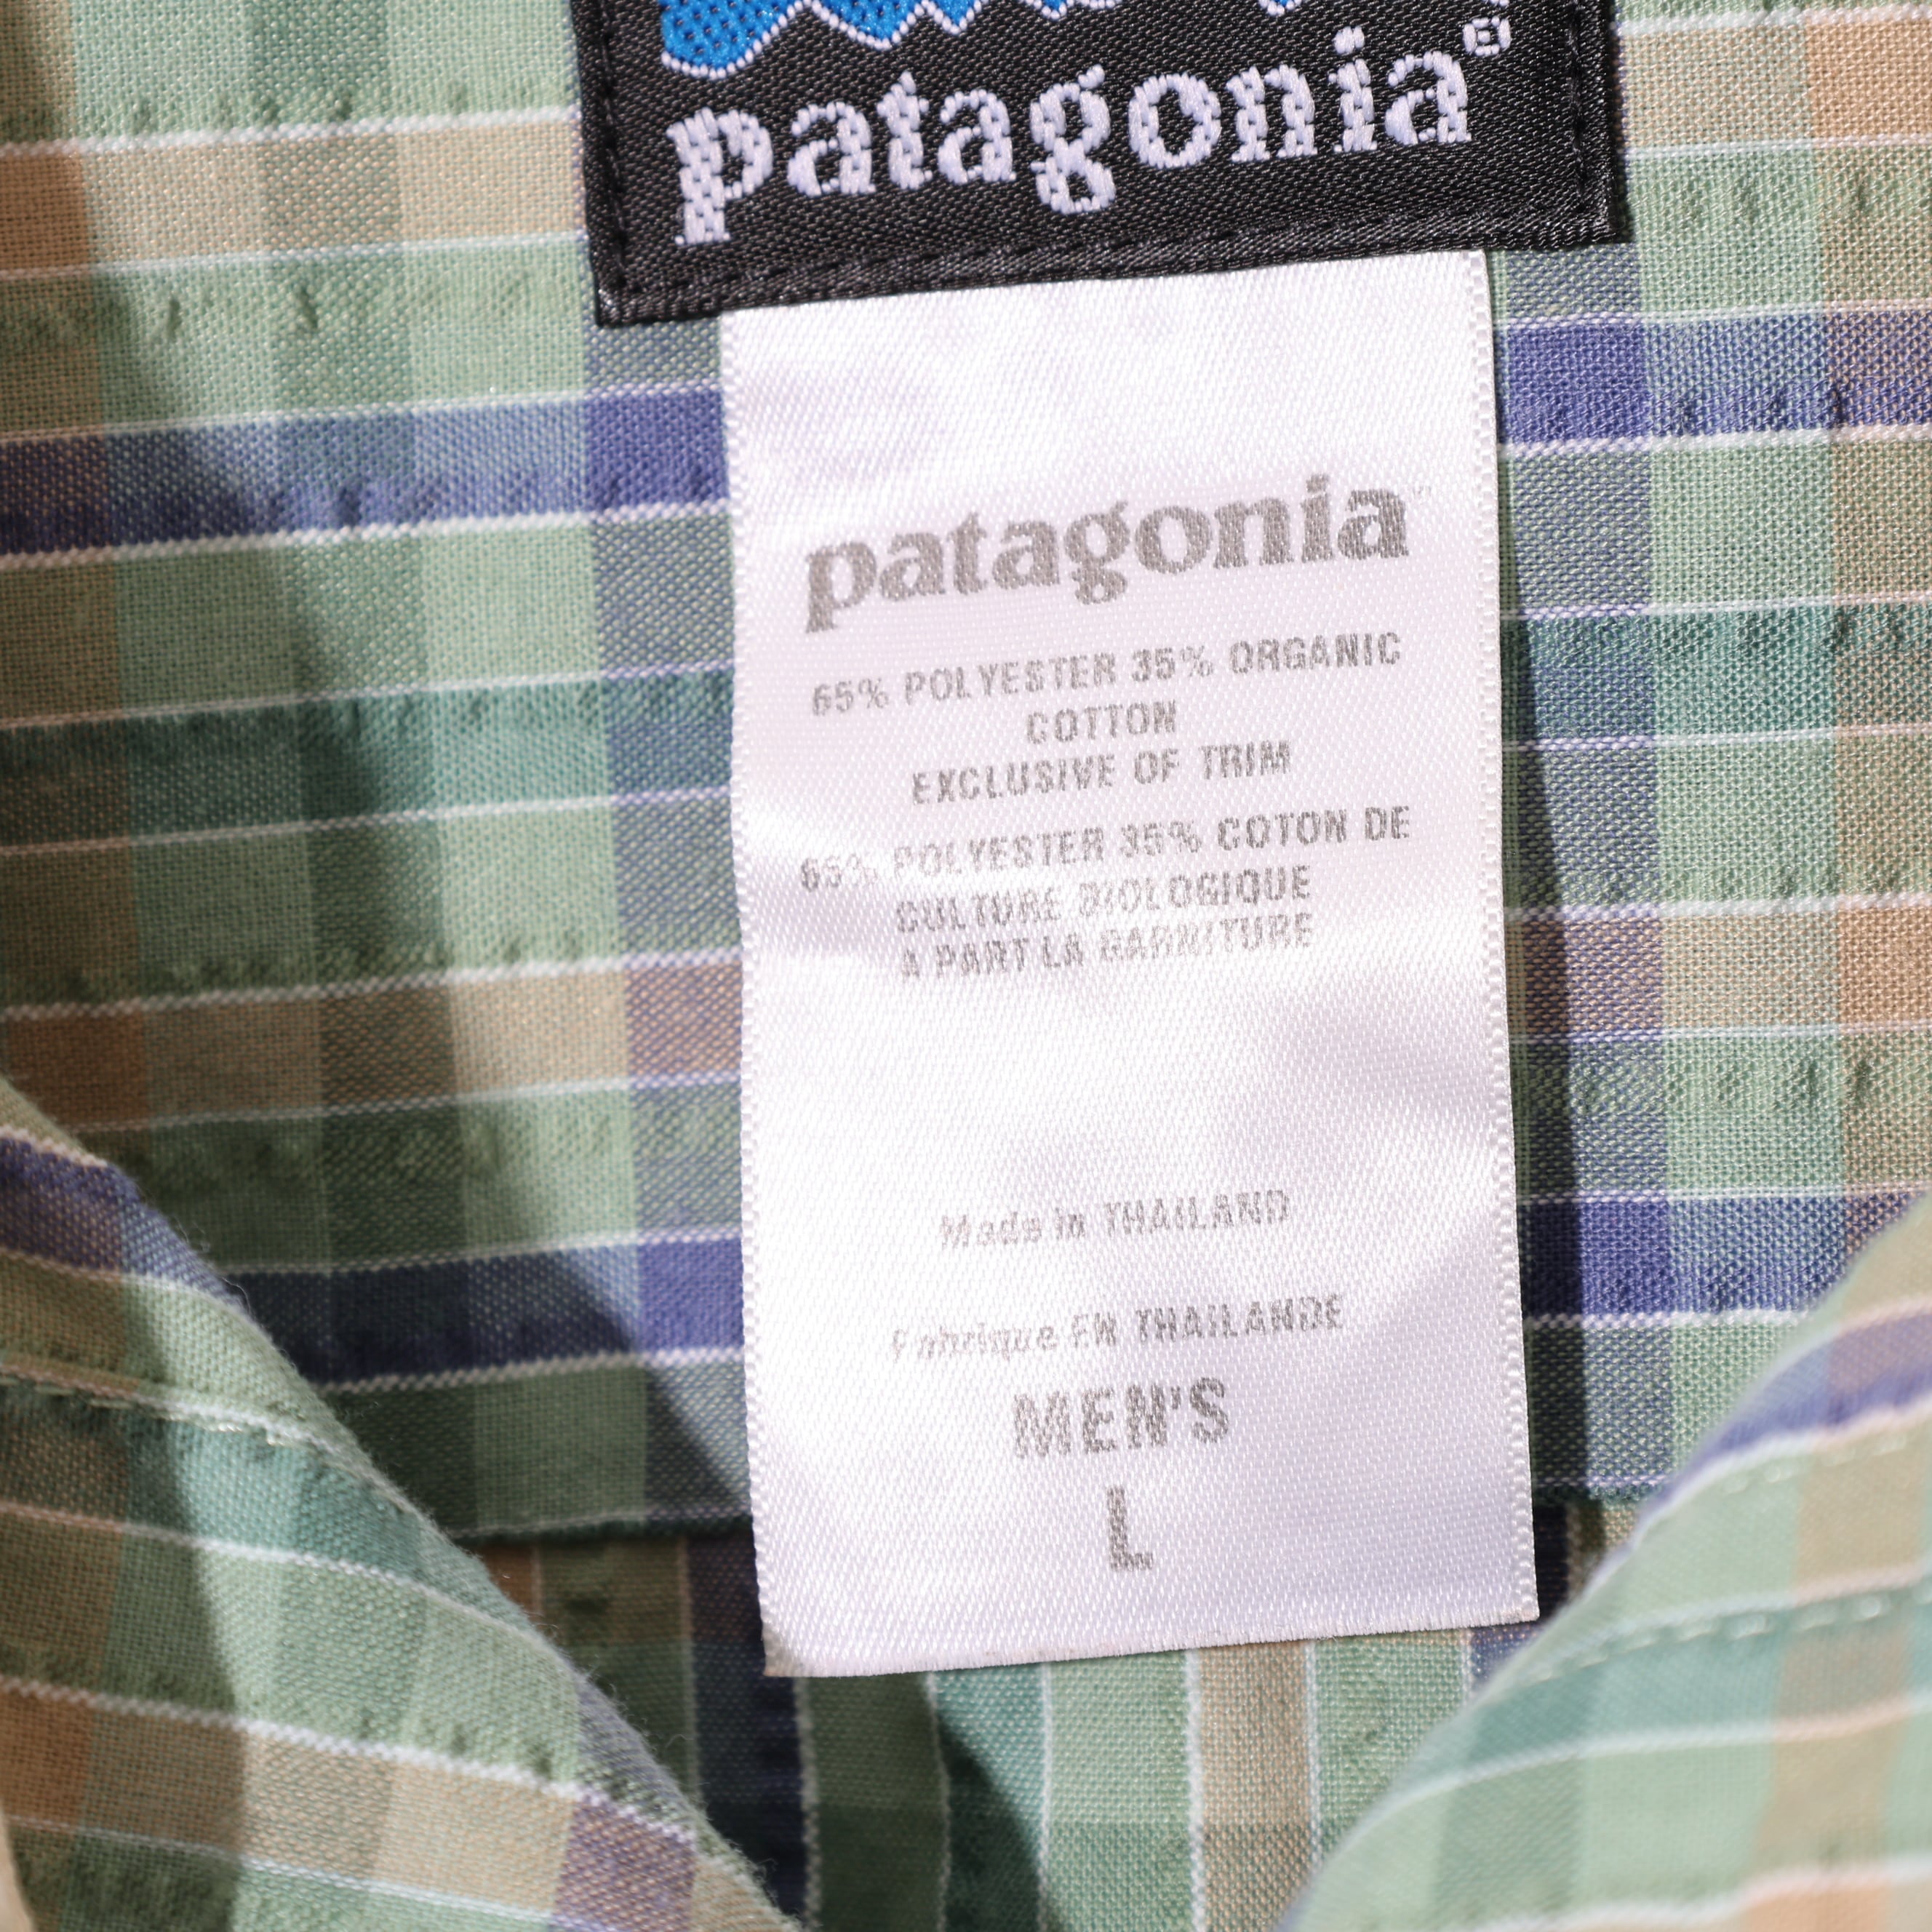 patagonia®
patagonia™
65% POLYESTER 35% ORGANIC
COTTON
EXCLUSIVE OF TRIM
65% POLYESTER 35% COTON DE
CULTURE BIOLOGIQUE
A PART LA GARNITURE
Made in THAILAND
Fabrique EN THAILANDE
MEN'S
L